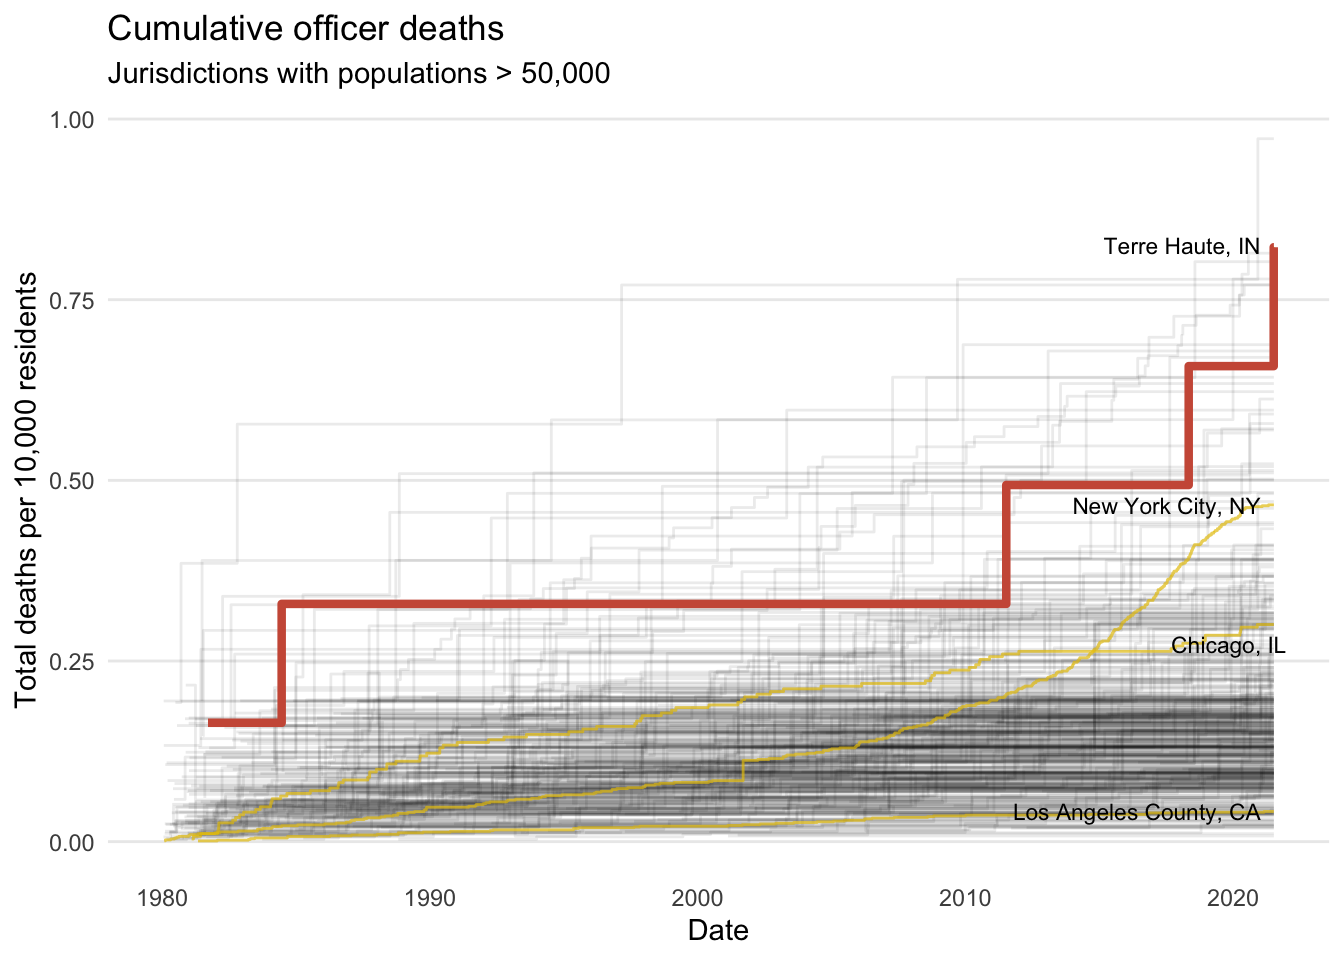 Cumulative officer deaths
Jurisdictions with populations > 50,000
Total deaths per 10,000 residents
1.00
0.75
0.50
0.25
0.00
Terre Haute, IN
New York City, NY
Chicago, IL
Los Angeles County, CA
1980
1990
2000
2010
2020
Date